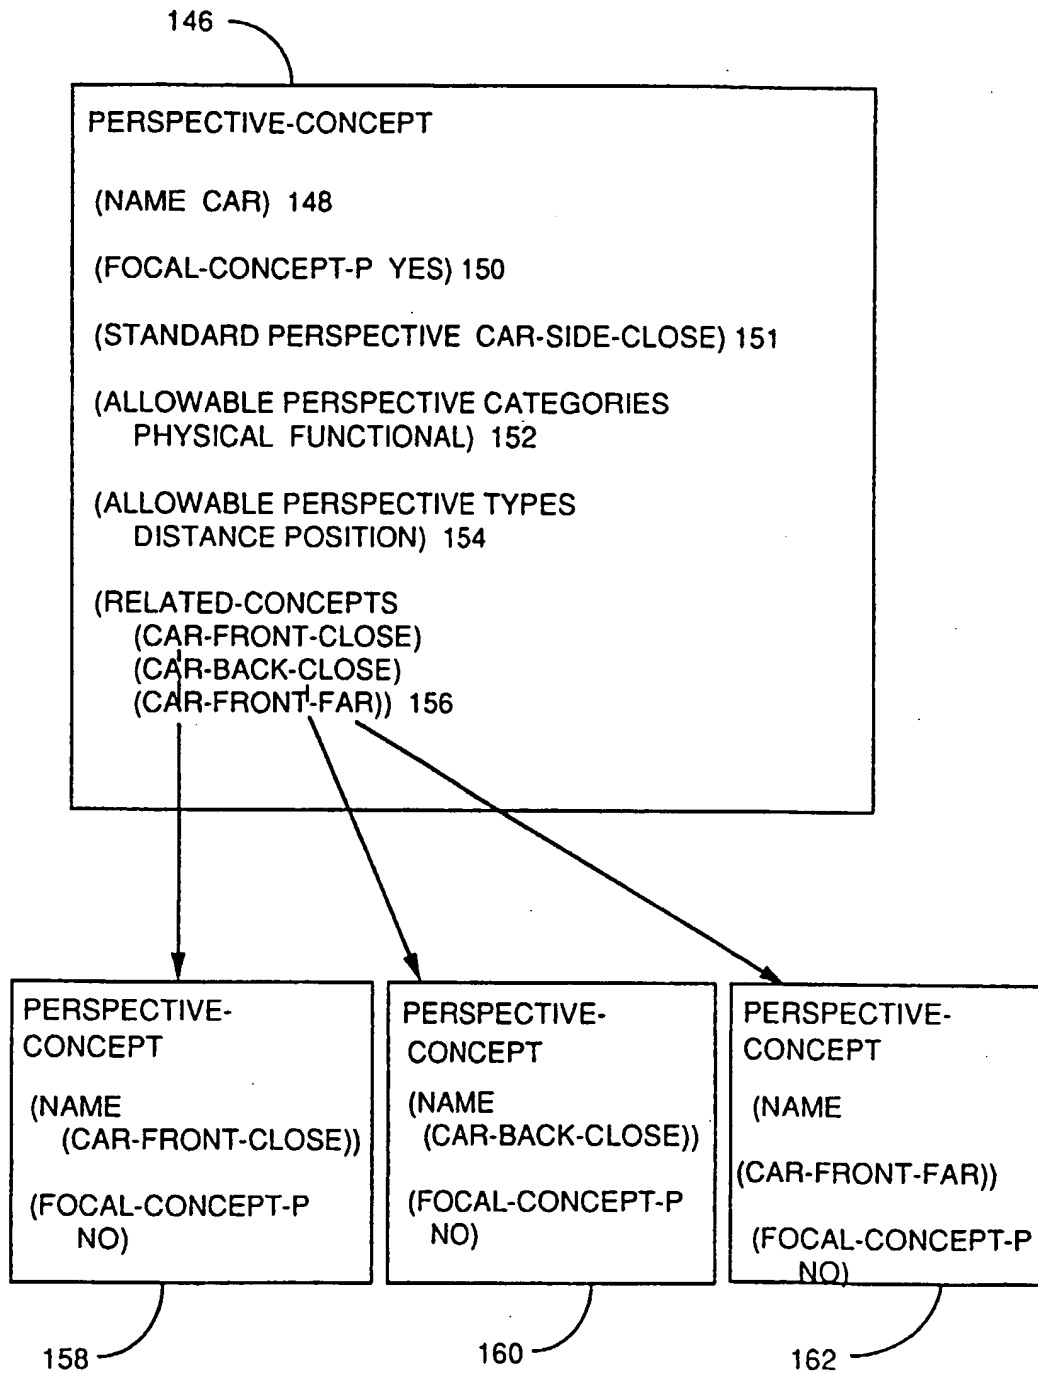 146
PERSPECTIVE-CONCEPT
(NAME CAR) 148
(FOCAL-CONCEPT-P YES) 150
(STANDARD PERSPECTIVE CAR-SIDE-CLOSE) 151
(ALLOWABLE PERSPECTIVE CATEGORIES
PHYSICAL FUNCTIONAL) 152
(ALLOWABLE PERSPECTIVE TYPES
DISTANCE POSITION) 154
(RELATED-CONCEPTS
(CAR-FRONT-CLOSE)
(CAR-BACK-CLOSE)
(CAR-FRONT-FAR)) 156
PERSPECTIVE-
CONCEPT
(NAME
(CAR-FRONT-CLOSE))
(FOCAL-CONCEPT-P
NO)
158
PERSPECTIVE-
CONCEPT
(NAME
(CAR-BACK-CLOSE))
(FOCAL-CONCEPT-P
NO)
160
PERSPECTIVE-
CONCEPT
(NAME
(CAR-FRONT-FAR))
(FOCAL-CONCEPT-P
NO)
162